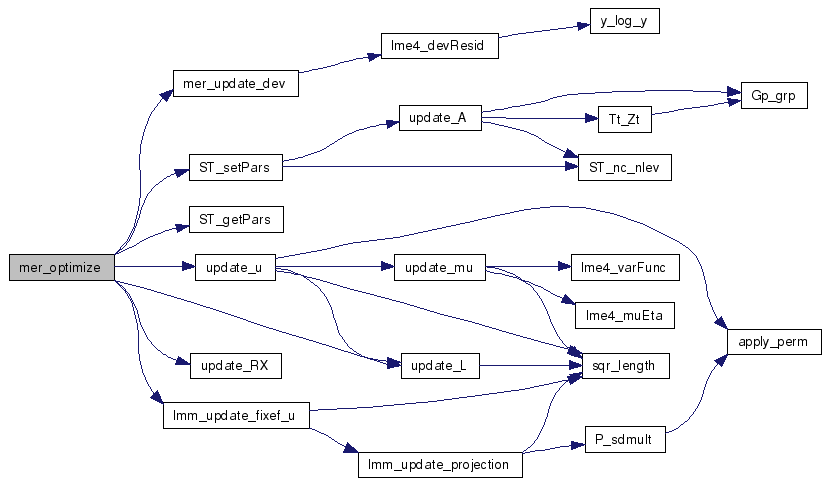 y_log_y
lme4_devResid
mer_update_dev
Gp_grp
update_A
Tt_Zt
ST_setPars
ST_nc_nlev
ST_getPars
mer_optimize
update_u
update_mu
lme4_varFunc
lme4_muEta
apply_perm
update_RX
update_L
sqr_length
lmm_update_fixef_u
P_sdmult
lmm_update_projection